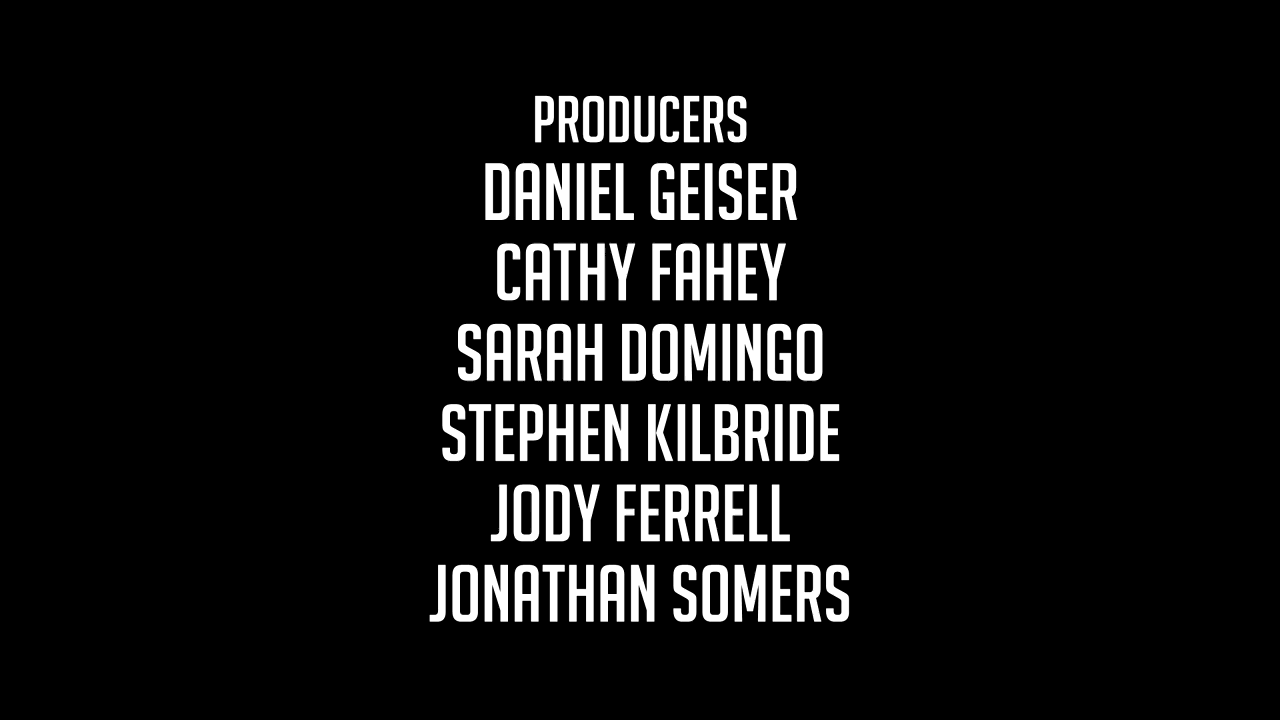 PRODUCERS
DANIEL GEISER
CATHY FAHEY
SARAH DOMINGO
STEPHEN KILBRIDE
JODY FERRELL
JONATHAN SOMERS